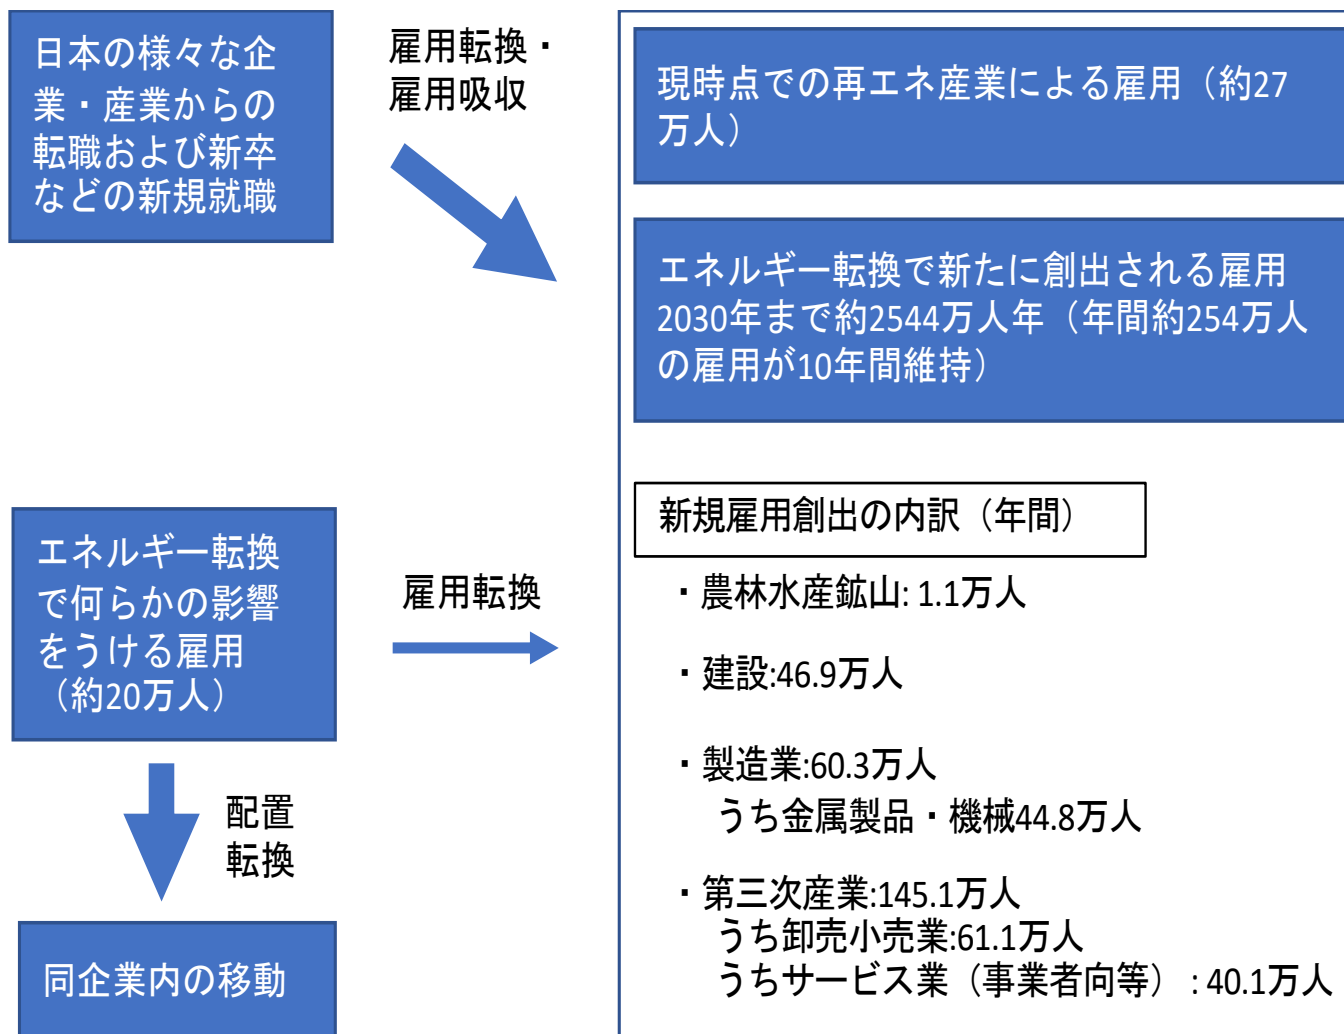 日本の様々な企
業・産業からの
転職および新卒
などの新規就職
雇用転換・
雇用吸収
現時点での再エネ産業による雇用（約27
万人）
エネルギー転換で新たに創出される雇用
2030年まで約2544万人年（年間約254万人
の雇用が10年間維持）
エネルギー転換
で何らかの影響
をうける雇用
（約20万人）
雇用転換
配置
転換
同企業内の移動
新規雇用創出の内訳（年間）
・農林水産鉱山: 1.1万人
・建設:46.9万人
・製造業:60.3万人
うち金属製品・機械44.8万人
・第三次産業:145.1万人
うち卸売小売業:61.1万人
うちサービス業（事業者向等）: 40.1万人